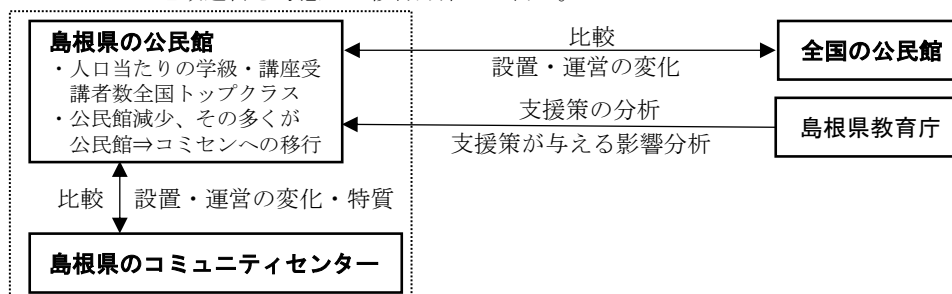 島根県の公民館
・人口当たりの学級・講座受
講者数全国トップクラス
・公民館減少、その多くが
公民館⇒コミセンへの移行
比較
設置・運営の変化
全国の公民館
支援策の分析
支援策が与える影響分析
島根県教育庁
比較
設置・運営の変化・特質
島根県のコミュニティセンター